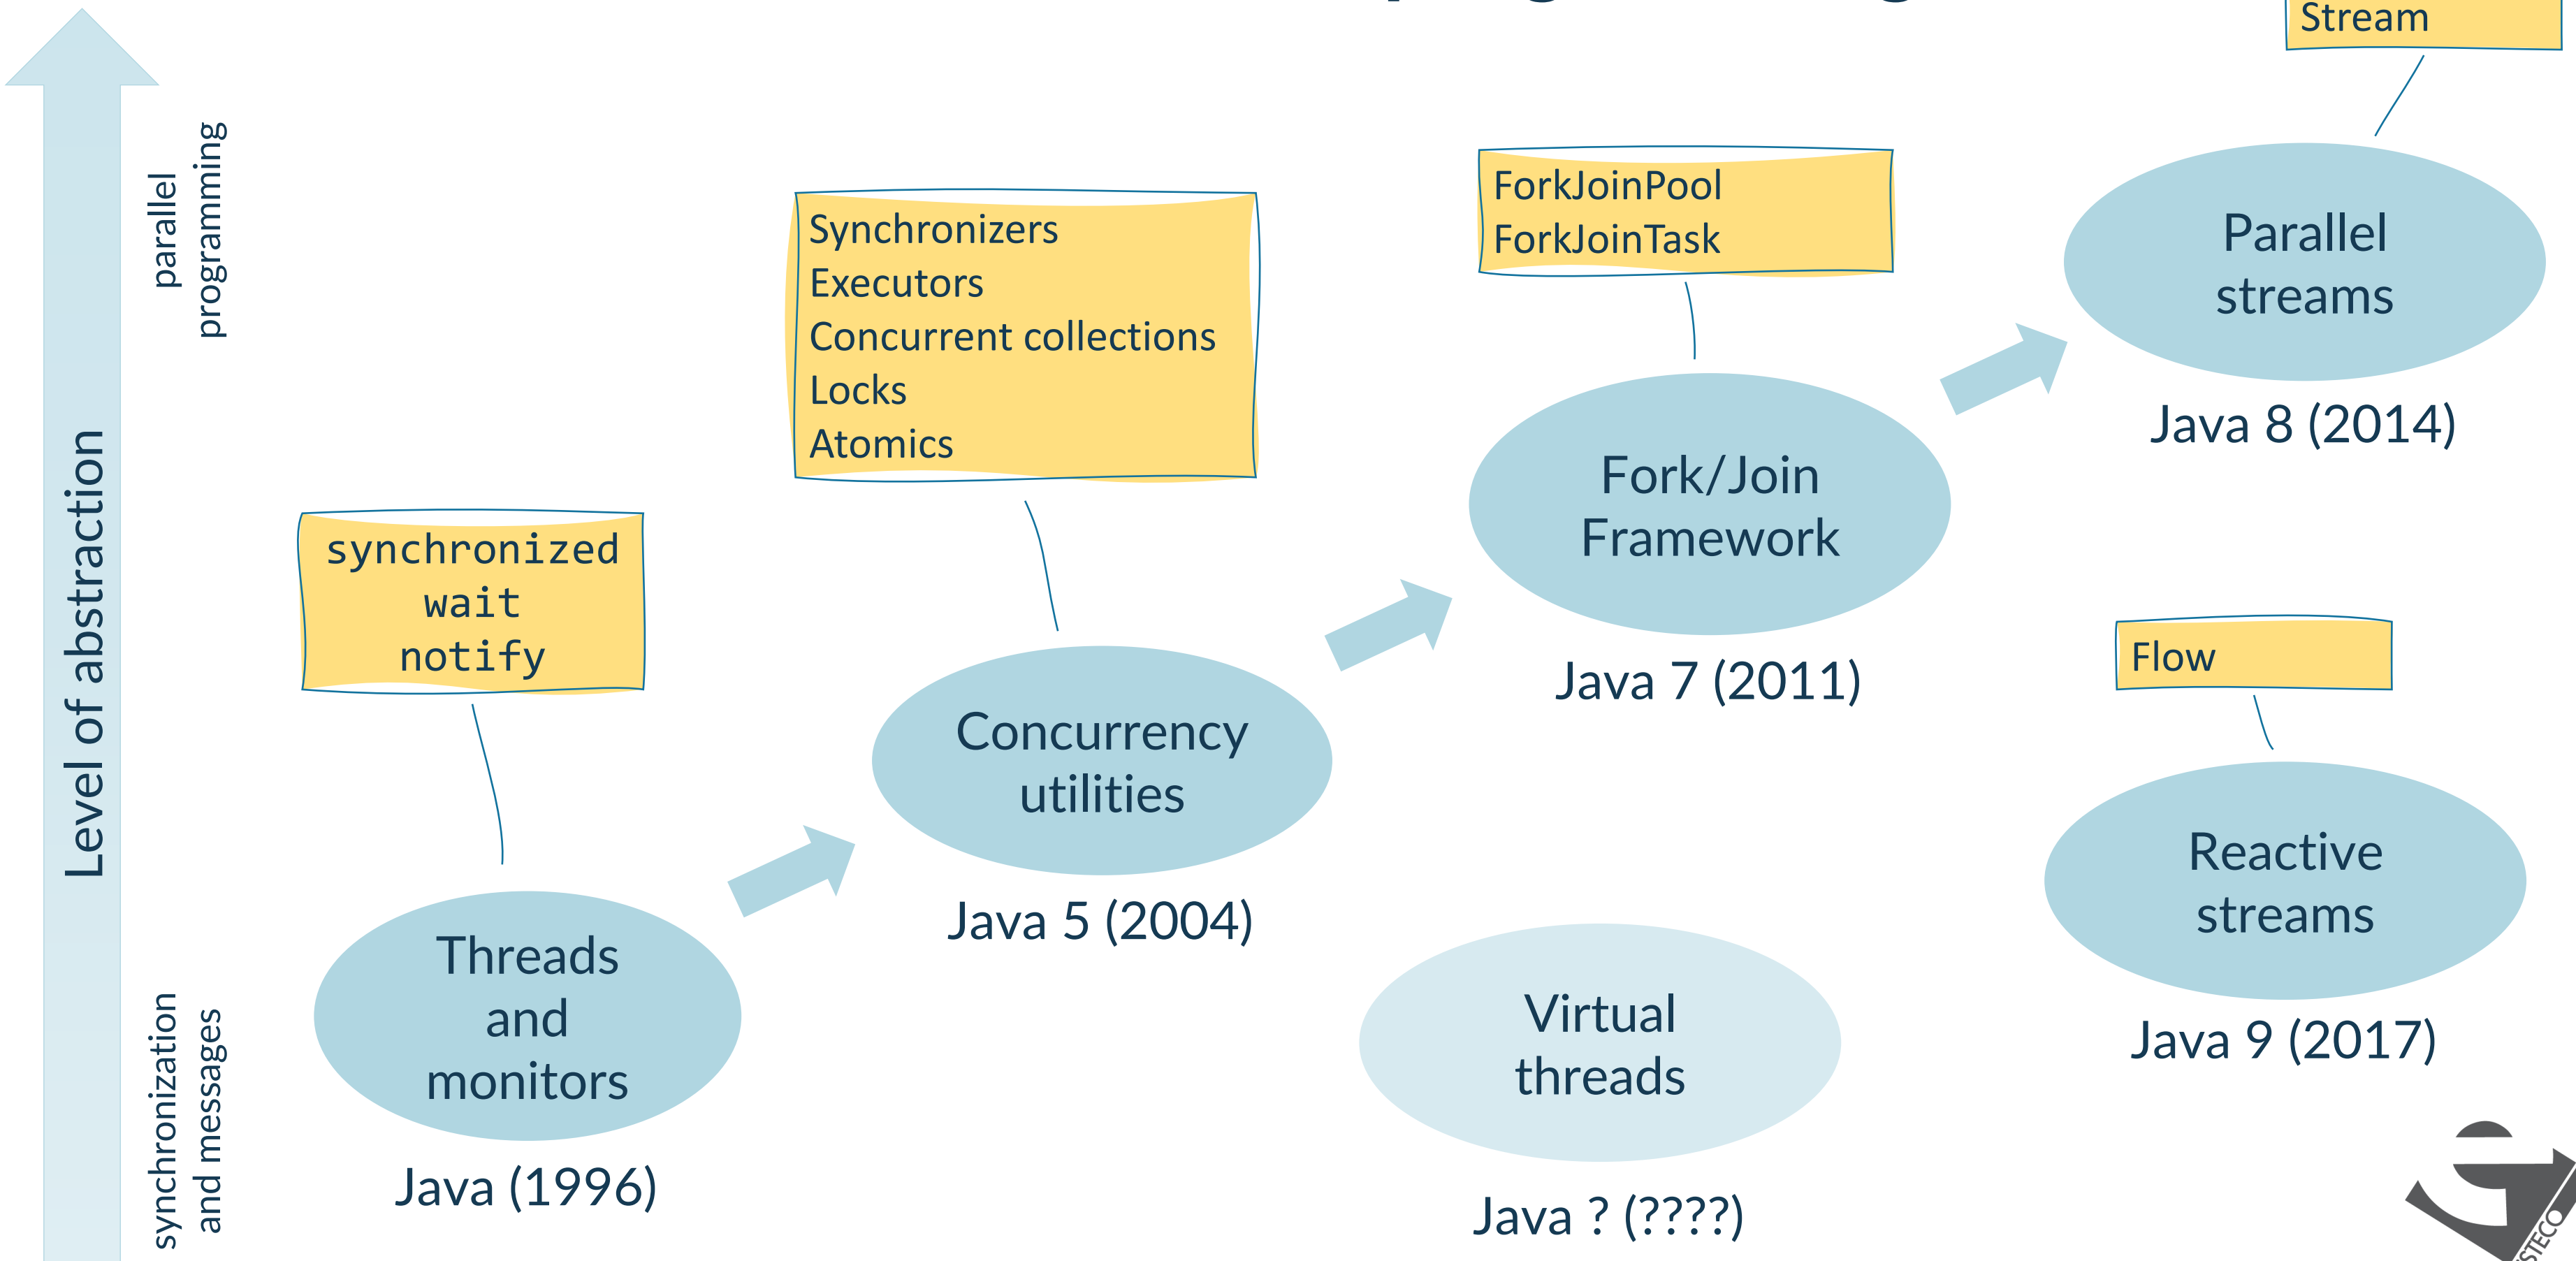 Stream
parallel
programming
Level of abstraction
synchronization
and messages
synchronized
wait
notify
Threads
and
monitors
Java (1996)
Synchronizers
Executors
Concurrent collections
Locks
Atomics
Concurrency
utilities
Java 5 (2004)
ForkJoinPool
ForkJoinTask
Fork/Join
Framework
Java 7 (2011)
Parallel
streams
Java 8 (2014)
Flow
Reactive
streams
Java 9 (2017)
Virtual
threads
Java ? (????)